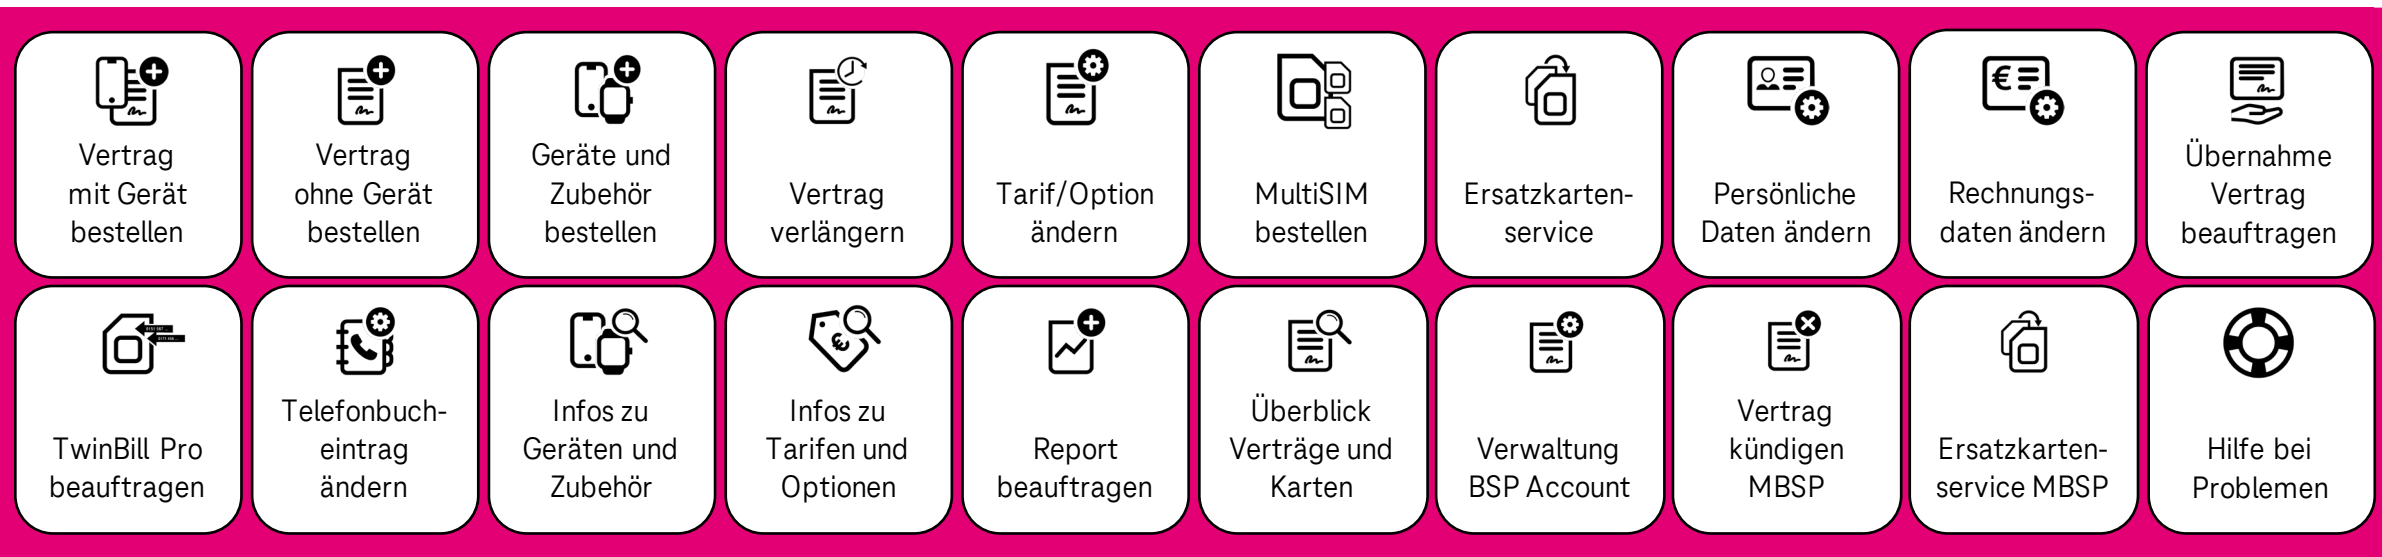 Vertrag
mit Gerät
bestellen
Vertrag
ohne Gerät
bestellen
Geräte und
Zubehör
bestellen
Vertrag
verlängern
Tarif/Option
ändern
MultiSIM
bestellen
Ersatzkarten-
service
Persönliche
Daten ändern
Rechnungs-
daten ändern
Übernahme
Vertrag
beauftragen
TwinBill Pro
beauftragen
Telefonbuch-
eintrag
ändern
Infos zu
Geräten und
Zubehör
Infos zu
Tarifen und
Optionen
Report
beauftragen
Überblick
Verträge und
Karten
Verwaltung
BSP Account
Vertrag
kündigen
MBSP
Ersatzkarten-
service MBSP
Hilfe bei
Problemen